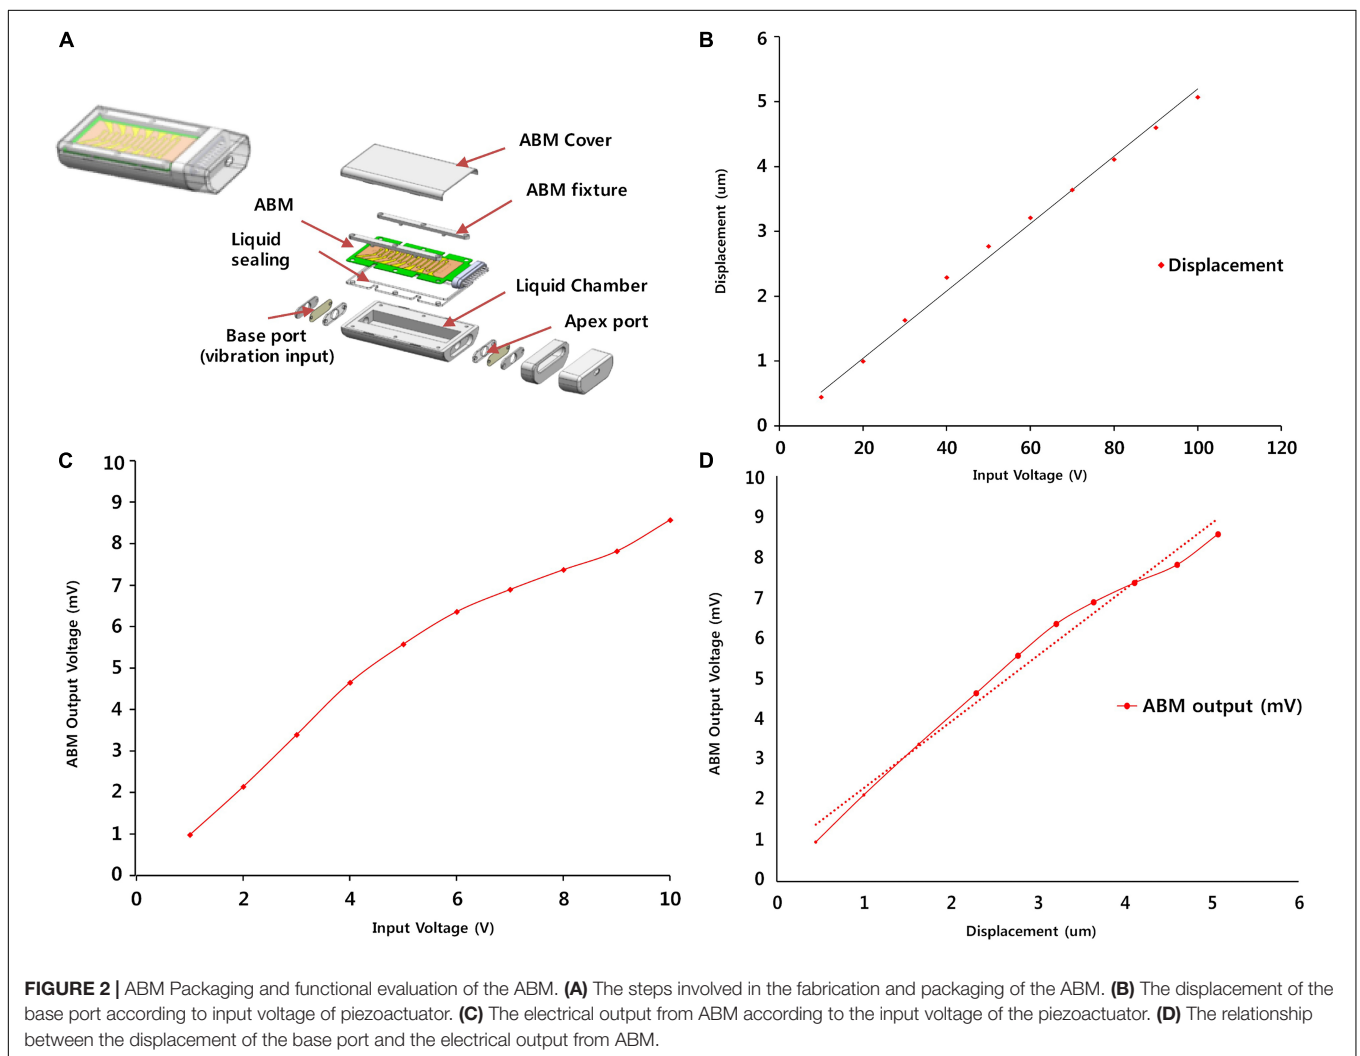 A
ABM Cover
ABM fixture
ABM
Liquid
sealing
Liquid Chamber
Apex port
Base port
(vibration input)
B
6
5
4
3
2
1
0
Displacement (um)
Displacement
0
20
40
60
80
100
120
Input Voltage (V)
C
10
9
8
7
6
5
4
3
2
1
0
ABM Output Voltage (mV)
0
2
4
6
8
10
Input Voltage (V)
D
10
9
8
7
6
5
4
3
2
1
0
ABM Output Voltage (mV)
ABM output (mV)
0
1
2
3
4
5
6
Displacement (um)
FIGURE 2 | ABM Packaging and functional evaluation of the ABM. (A) The steps involved in the fabrication and packaging of the ABM. (B) The displacement of the
base port according to input voltage of piezoactuator. (C) The electrical output from ABM according to the input voltage of the piezoactuator. (D) The relationship
between the displacement of the base port and the electrical output from ABM.